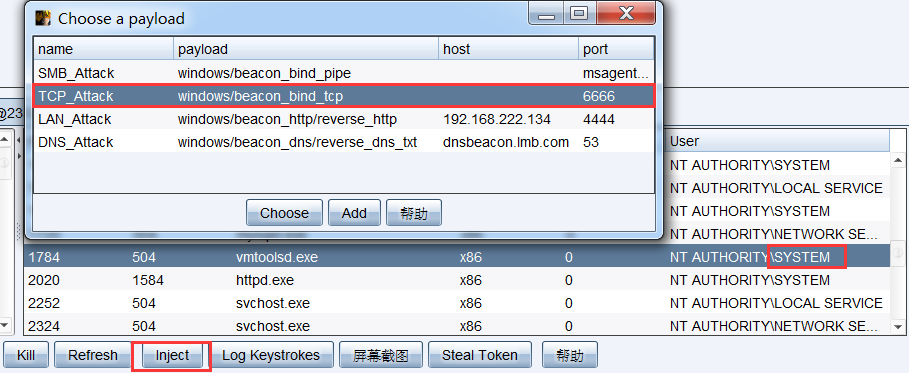 Choose a payload
name payload host port
SMB_Attack windows/beacon_bind_pipe msagent...
TCP_Attack windows/beacon_bind_tcp 6666
LAN_Attack windows/beacon_http/reverse_http 192.168.222.134 4444
DNS_Attack windows/beacon_dns/reverse_dns_txt dnsbeacon.lmb.com 53
Choose Add 帮助
@23
User
NT AUTHORITY\SYSTEM
NT AUTHORITY\LOCAL SERVICE
NT AUTHORITY\SYSTEM
NT AUTHORITY\NETWORK SE...
1784 504 vmtoolsd.exe x86 0 NT AUTHORITY\SYSTEM
2020 1584 httpd.exe x86 0 NT AUTHORITY\SYSTEM
2252 504 svchost.exe x86 0 NT AUTHORITY\LOCAL SERVICE
2324 504 svchost.exe x86 0 NT AUTHORITY\NETWORK SE...
Kill Refresh Inject Log Keystrokes 屏幕截图 Steal Token 帮助